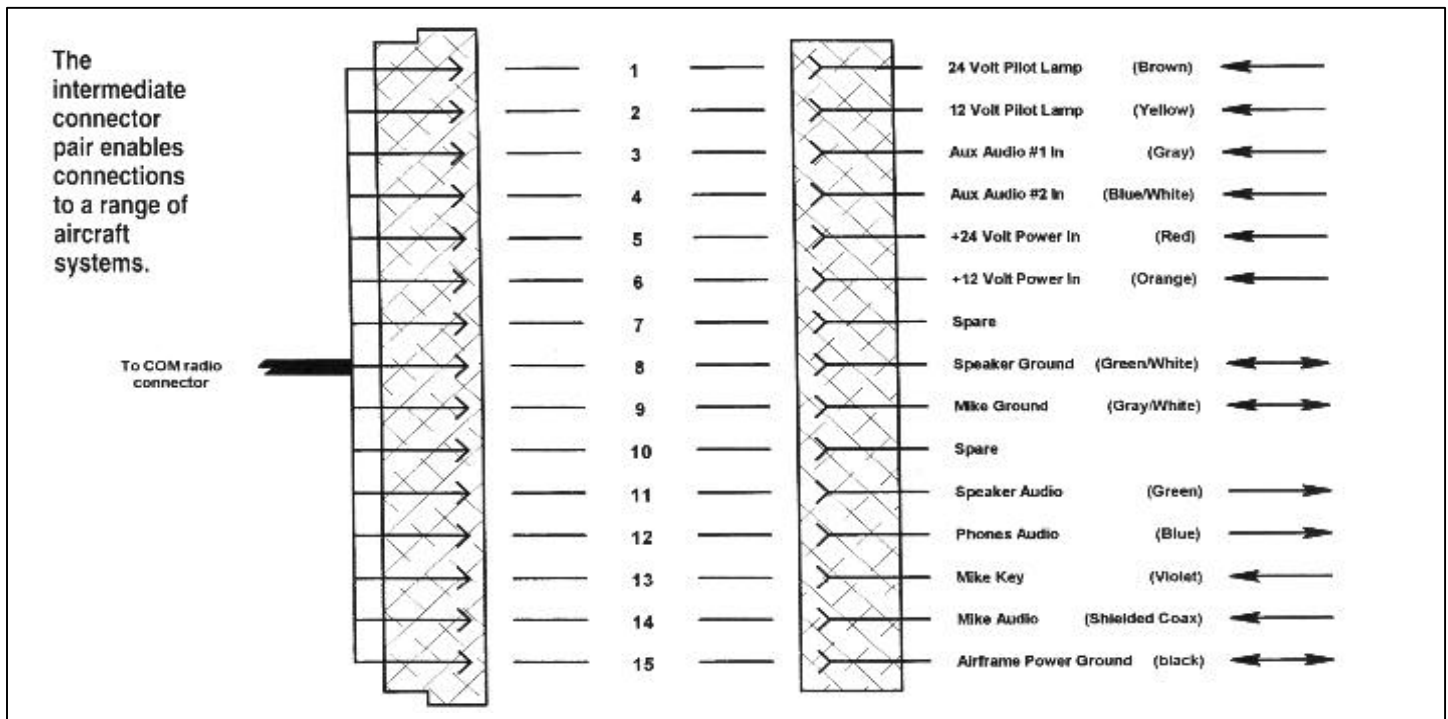 The
intermediate
connector
pair enables
connections
to a range of
aircraft
systems.
To COM radio
connector
1 24 Volt Pilot Lamp (Brown)
2 12 Volt Pilot Lamp (Yellow)
3 Aux Audio #1 In (Gray)
4 Aux Audio #2 In (Blue/White)
5 +24 Volt Power In (Red)
6 +12 Volt Power In (Orange)
7 Spare
8 Speaker Ground (Green/White)
9 Mike Ground (Gray/White)
10 Spare
11 Speaker Audio (Green)
12 Phones Audio (Blue)
13 Mike Key (Violet)
14 Mike Audio (Shielded Coax)
15 Airframe Power Ground (black)